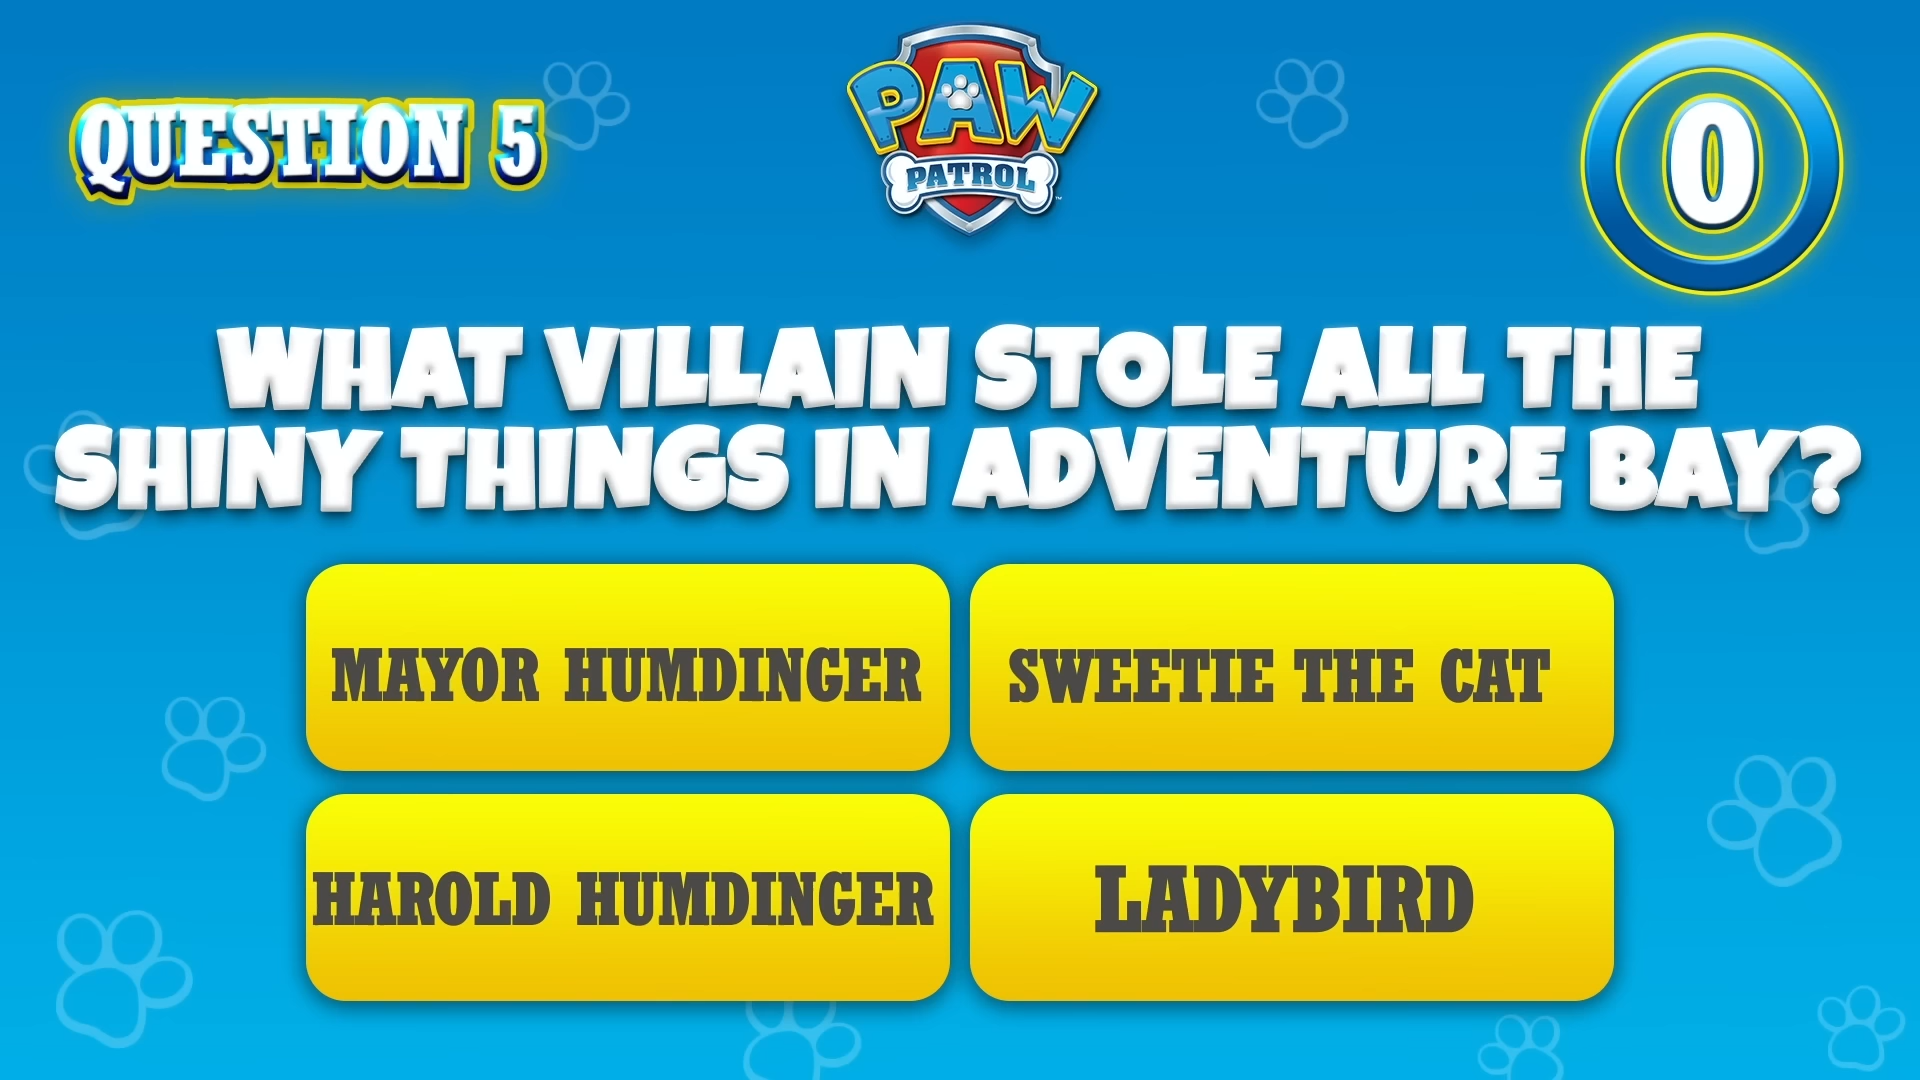 QUESTION 5
PAW
PATROL
0
WHAT VILLAIN STOLE ALL THE
SHINY THINGS IN ADVENTURE BAY?
MAYOR HUMDINGER
SWEETIE THE CAT
HAROLD HUMDINGER
LADYBIRD